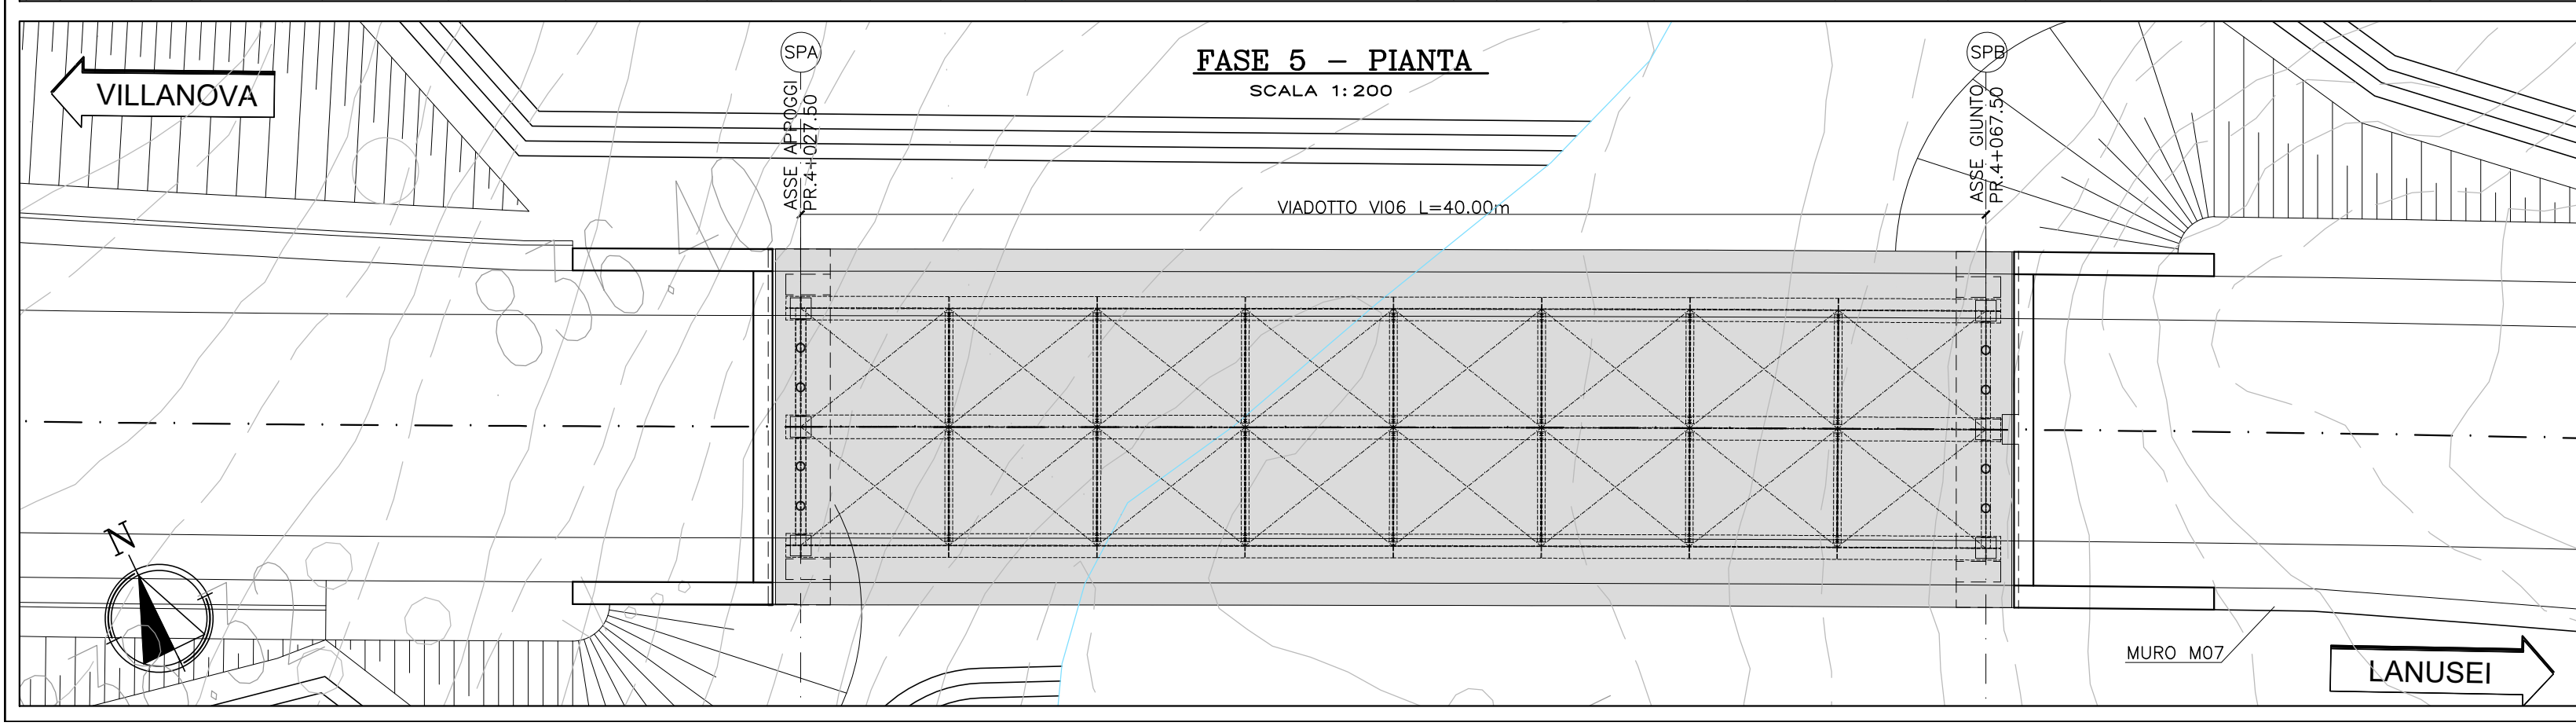 FASE 5 – PIANTA
SCALA 1:200
VILLANOVA
SPA
ASSE APPOGGI
PR.4+027.50
SPB
ASSE GIUNTO
PR.4+067.50
VIADOTTO VI06 L=40.00m
N
MURO M07
LANUSEI